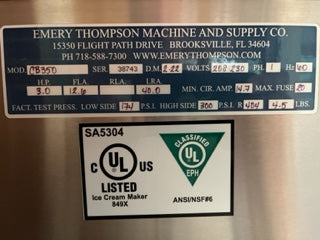 EMERY THOMPSON MACHINE AND SUPPLY CO.
15350 FLIGHT PATH DRIVE BROOKSVILLE, FL 34604
PH 718-588-7300 WWW.EMERYTHOMPSON.COM
MOD. CB350 SER 38743 D.M 2-22 VOLTS 208-230 PH. 1 Hz 60
H.P. FLA. RLA. LRA MIN. CIR. AMP. 4.7 MAX. FUSE 20
3.0 12.6 40.0
FACT. TEST PRESS. LOW SIDE 174 P.S.I. HIGH SIDE 300 P.S.I R 404 4.5 LBS.
SA5304
C UL US
LISTED
Ice Cream Maker
849X
CLASSIFIED
UL
EPH
ANSI/NSF#6